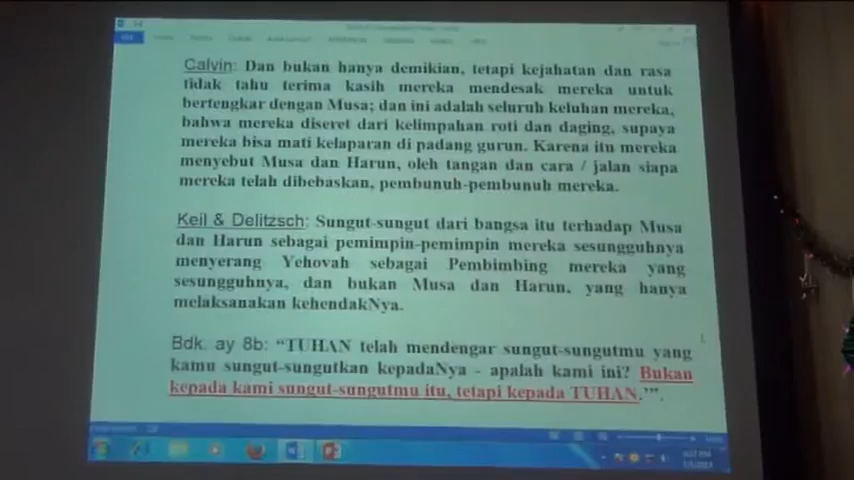 Calvin: Dan bukan hanya demikian, tetapi kejahatan dan rasa
tidak tahu terima kasih mereka mendesak mereka untuk
bertengkar dengan Musa; dan ini adalah seluruh keluhan mereka,
bahwa mereka diseret dari kelimpahan roti dan daging, supaya
mereka bisa mati kelaparan di padang gurun. Karena itu mereka
menyebut Musa dan Harun, oleh tangan dan cara / jalan siapa
mereka telah dibebaskan, pembunuh-pembunuh mereka.
Keil & Delitzsch: Sungut-sungut dari bangsa itu terhadap Musa
dan Harun sebagai pemimpin-pemimpin mereka sesungguhnya
menyerang Yehovah sebagai Pembimbing mereka yang
sesungguhnya, dan bukan Musa dan Harun, yang hanya
melaksanakan kehendakNya.
Bdk. ay 8b: “TUHAN telah mendengar sungut-sungutmu yang
kamu sungut-sungutkan kepadaNya - apalah kami ini? Bukan
kepada kami sungut-sungutmu itu, tetapi kepada TUHAN.’”.